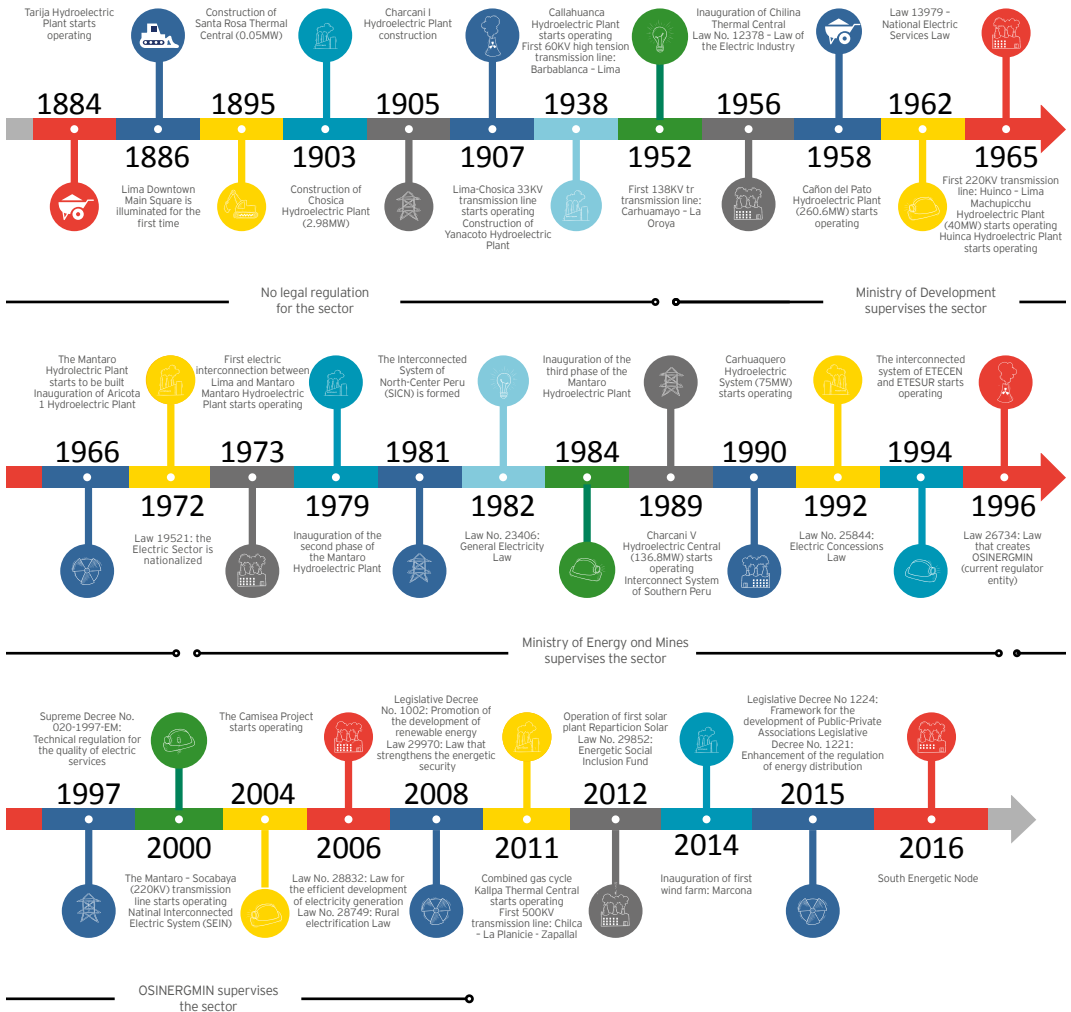 Tarija Hydroelectric
Plant starts
operating
Construction of
Santa Rosa Thermal
Central (0.05MW)
Charcani I
Hydroelectric Plant
construction
Callahuanca
Hydroelectric Plant
starts operating
First 60KV high tension
transmission line:
Barbablanca – Lima
Inauguration of Chilina
Thermal Central
Law No. 12378 – Law of
the Electric Industry
Law 13979 –
National Electric
Services Law
1884
1895
1905
1938
1956
1962
1886
1903
1907
1952
1958
1965
Lima Downtown
Main Square is
illuminated for the
first time
Construction of
Chosica
Hydroelectric Plant
(2.98MW)
Lima-Chosica 33KV
transmission line
starts operating
Construction of
Yanacoto Hydroelectric
Plant
First 138KV tr
transmission line:
Carhuamayo – La
Oroya
Cañon del Pato
Hydroelectric Plant
(260.6MW) starts
operating
First 220KV transmission
line: Huinco – Lima
Machupicchu
Hydroelectric Plant
(40MW) starts operating
Huinca Hydroelectric Plant
starts operating
No legal regulation
for the sector
Ministry of Development
supervises the sector
The Mantaro
Hydrolectric Plant
starts to be built
Inauguration of Aricota
1 Hydroelectric Plant
First electric
interconnection between
Lima and Mantaro
Mantaro Hydroelectric
Plant starts operating
The Interconnected
System of
North-Center Peru
(SICN) is formed
Inauguration of the
third phase of the
Mantaro
Hydroelectric Plant
Carhuaquero
Hydroelectric
System (75MW)
starts operating
The interconnected
system of ETECEN
and ETESUR starts
operating
1966
1973
1981
1984
1990
1994
1972
1979
1982
1989
1992
1996
Law 19521: the
Electric Sector is
nationalized
Inauguration of the
second phase of
the Mantaro
Hydroelectric Plant
Law No. 23406:
General Electricity
Law
Charcani V
Hydroelectric Central
(136.8MW) starts
operating
Interconnect System
of Southern Peru
Law No. 25844:
Electric Concessions
Law
Law 26734: Law
that creates
OSINERGMIN
(current regulator
entity)
Ministry of Energy ond Mines
supervises the sector
Supreme Decree No.
020-1997-EM:
Technical regulation
for the quality of electric
services
The Camisea Project
starts operating
Legislative Decree
No. 1002: Promotion of
the development of
renewable energy
Law 29970: Law that
strengthens the energetic
security
Operation of first solar
plant Reparticion Solar
Law No. 29852:
Energetic Social
Inclusion Fund
Legislative Decree No 1224:
Framework for the
development of Public-Private
Associations Legislative
Decree No. 1221:
Enhancement of the regulation
of energy distribution
1997
2004
2008
2012
2015
2000
2006
2011
2014
2016
The Mantaro – Socabaya
(220KV) transmission
line starts operating
Natinal Interconnected
Electric System (SEIN)
Law No. 28832: Law for
the efficient development
of electricity generation
Law No. 28749: Rural
electrification Law
Combined gas cycle
Kallpa Thermal Central
starts operating
First 500KV
transmission line: Chilca
– La Planicie - Zapallal
Inauguration of first
wind farm: Marcona
South Energetic Node
OSINERGMIN supervises
the sector